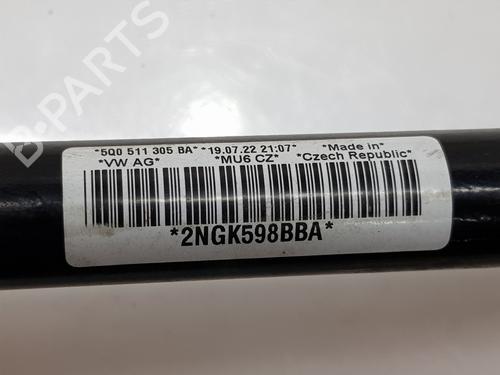 *5Q0 511 305 BA* *19.07.22 21:07* *Made in*
*VW AG* *MU6 CZ* *Czech Republic*
*2NGK598BBA*
B-PARTS